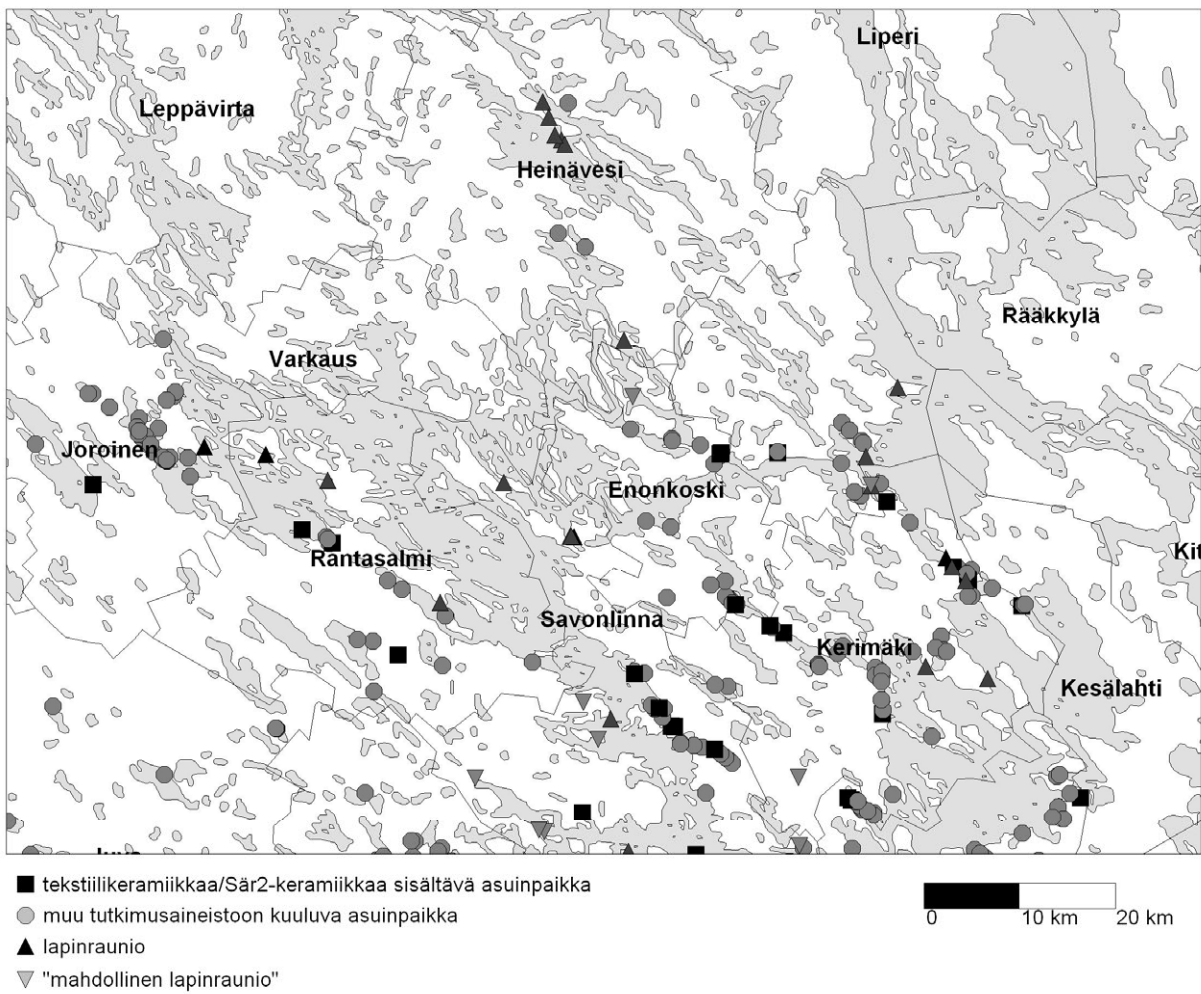 Liperi
Leppävirta
Heinävesi
Rääkkylä
Varkaus
Joroinen
Enonkoski
Rantasalmi
Kit
Savonlinna
Kerimäki
Kesälahti
tekstiilikeramiikkaa/Sär2-keramiikkaa sisältävä asuinpaikka
muu tutkimusaineistoon kuuluva asuinpaikka
lapinraunio
"mahdollinen lapinraunio"
0 10 km 20 km